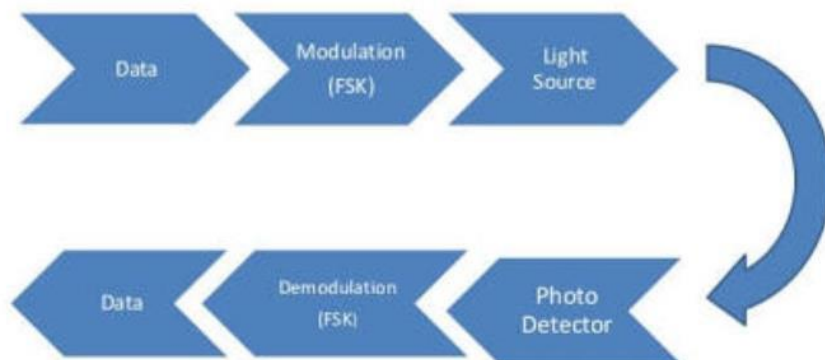 Data
Modulation
(FSK)
Light
Source
Data
Demodulation
(FSK)
Photo
Detector